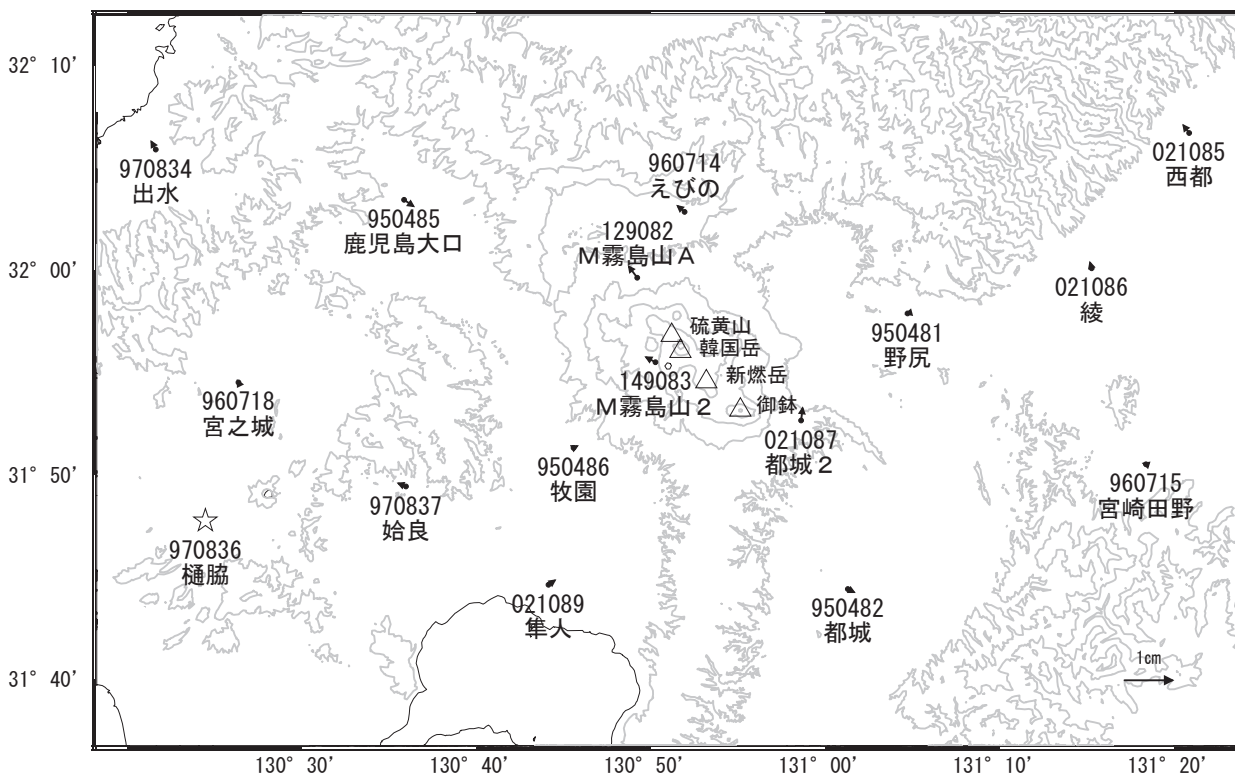 32° 10′
32° 00′
31° 50′
31° 40′
970834
出水
950485
鹿児島大口
960714
えびの
129082
Ｍ霧島山Ａ
021085
西都
021086
綾
950481
野尻
硫黄山
韓国岳
新燃岳
御鉢
149083
Ｍ霧島山２
960718
宮之城
021087
都城２
950486
牧園
970837
姶良
960715
宮崎田野
970836
樋脇
021089
隼人
950482
都城
1cm
130° 30′
130° 40′
130° 50′
131° 00′
131° 10′
131° 20′